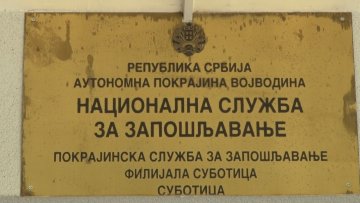 РЕПУБЛИКА СРБИЈА
АУТОНОМНА ПОКРАЈИНА ВОЈВОДИНА
НАЦИОНАЛНА СЛУЖБА
ЗА ЗАПОШЉАВАЊЕ
ПОКРАЈИНСКА СЛУЖБА ЗА ЗАПОШЉАВАЊЕ
ФИЛИЈАЛА СУБОТИЦА
СУБОТИЦА